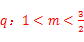 q：1 < m < 3/2